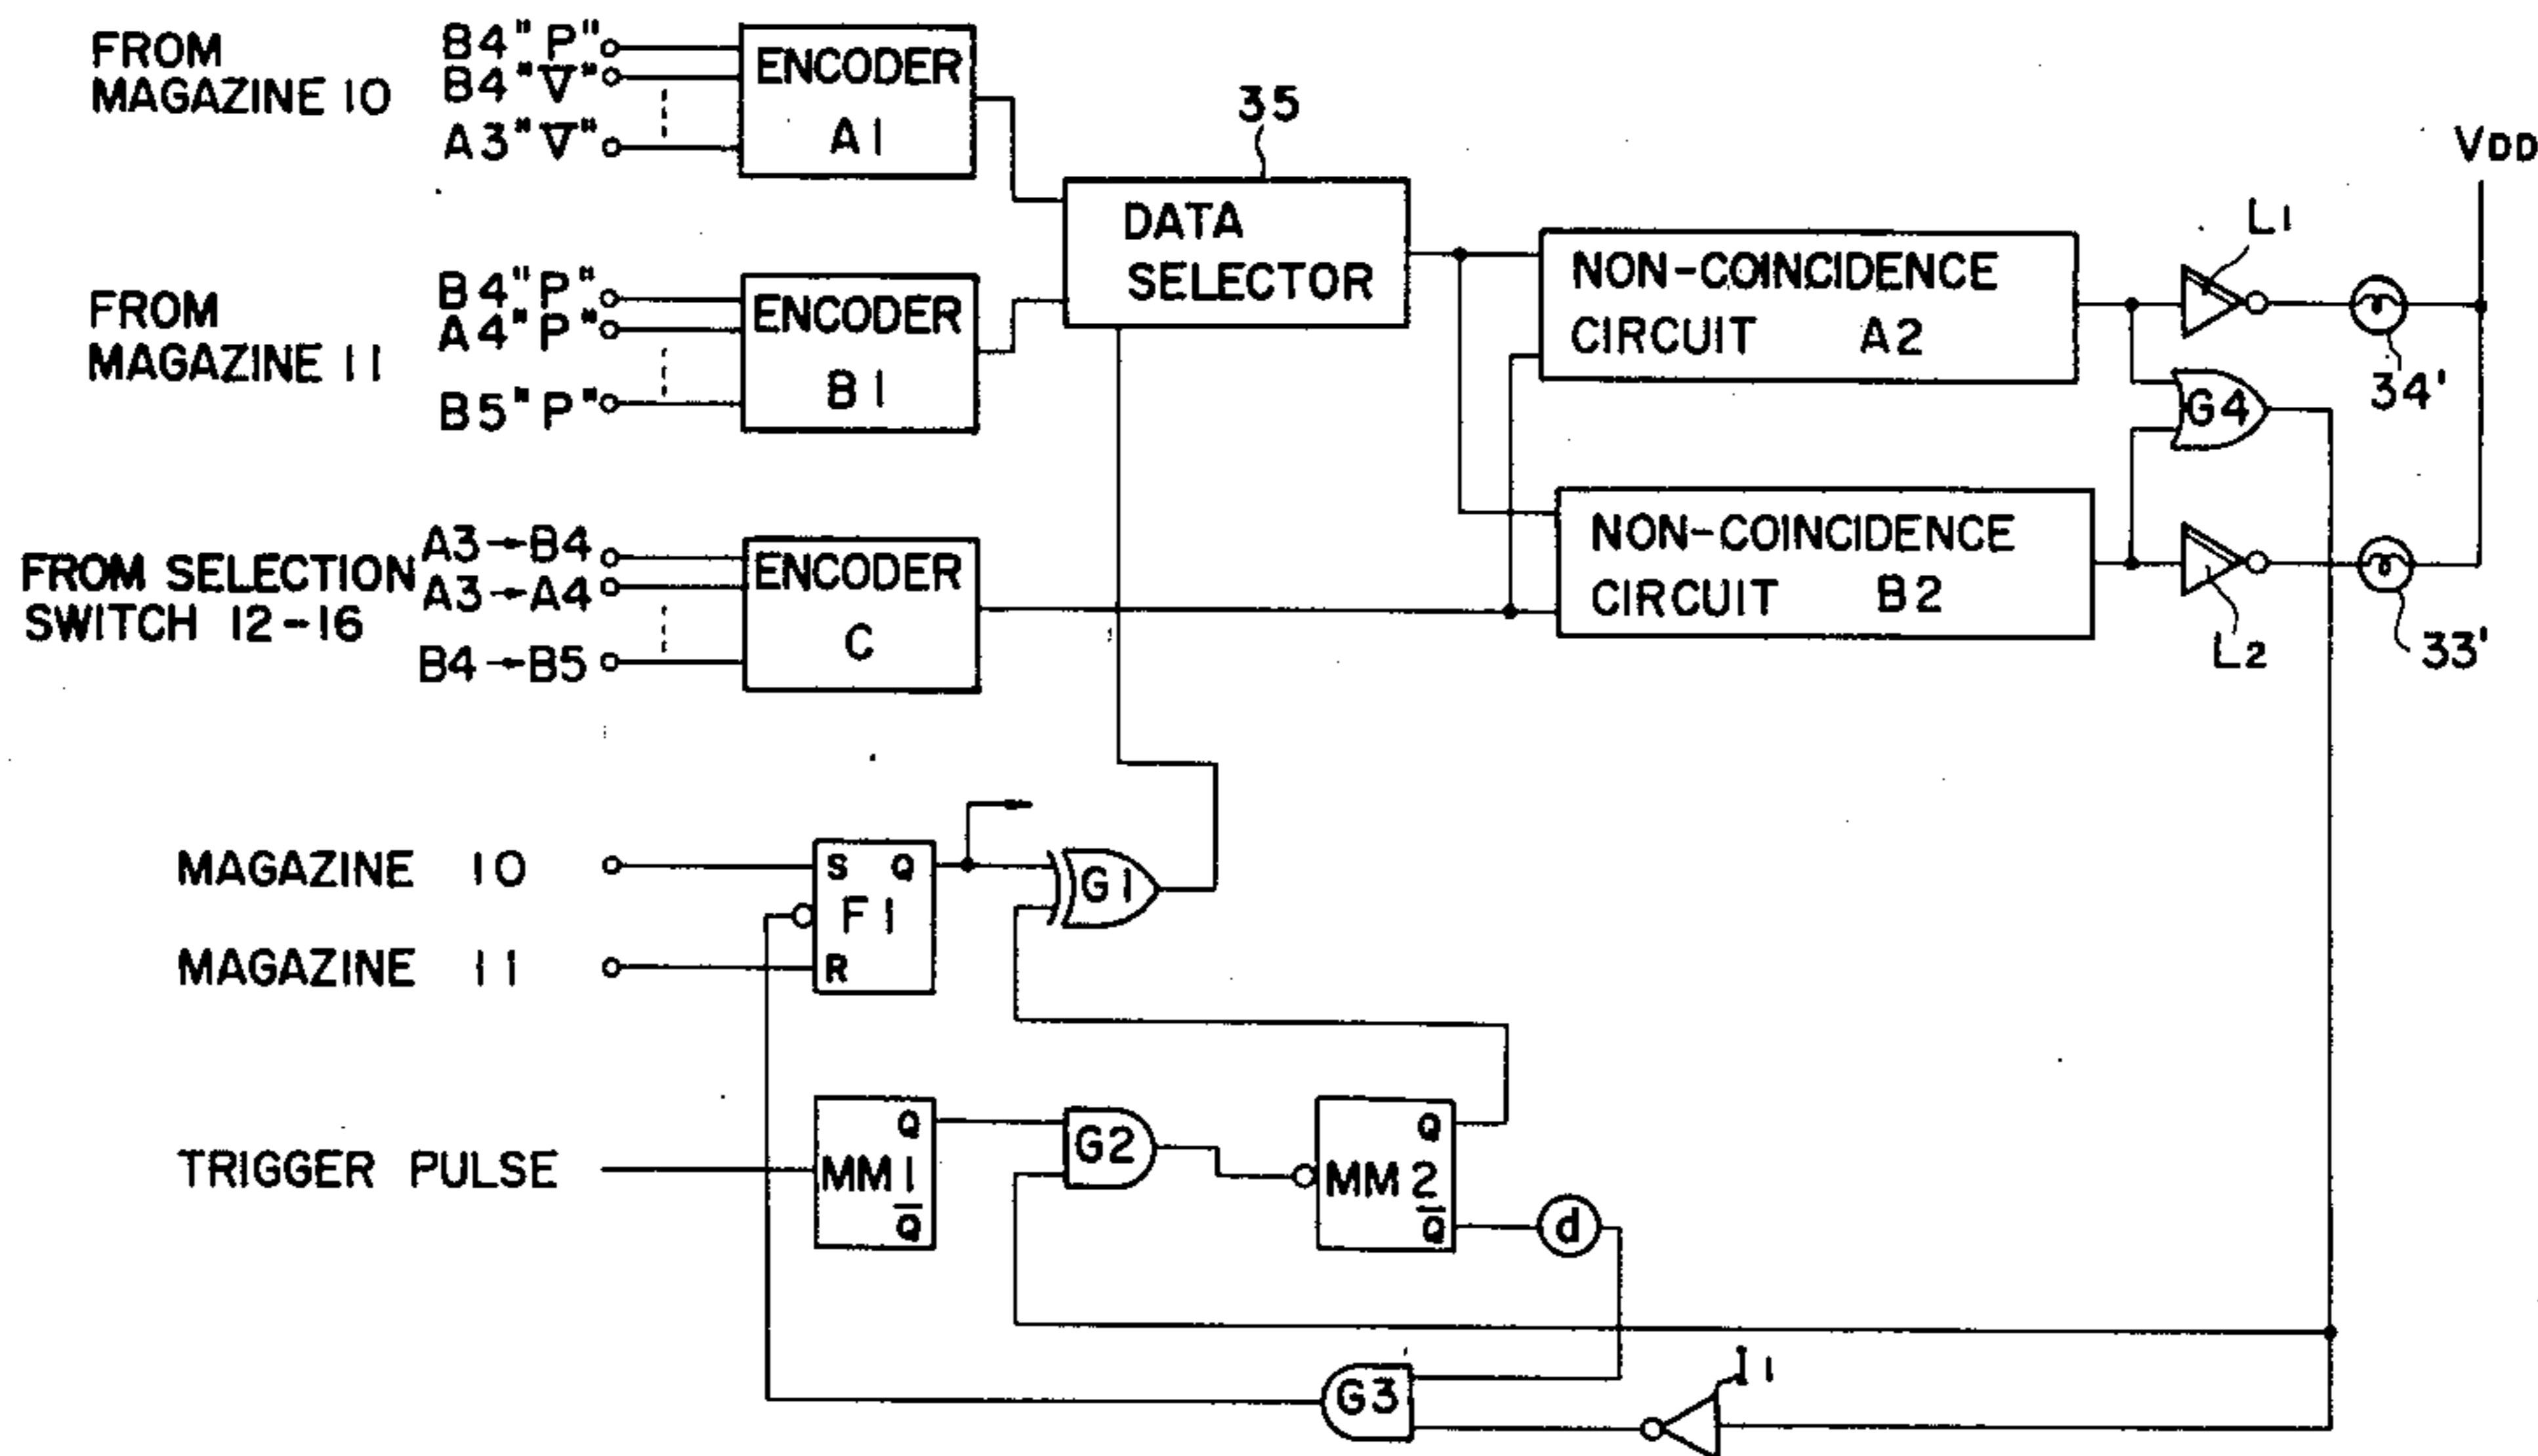 FROM
MAGAZINE 10
B4"P"
B4"∇"
A3"∇"
ENCODER
A1
35
DATA
SELECTOR
VDD
FROM
MAGAZINE 11
B4"P"
A4"P"
B5"P"
ENCODER
B1
NON-COINCIDENCE
CIRCUIT A2
L1
34'
G4
FROM SELECTION
SWITCH 12-16
A3→B4
A3→A4
B4→B5
ENCODER
C
NON-COINCIDENCE
CIRCUIT B2
L2
33'
MAGAZINE 10
MAGAZINE 11
S Q
F1
R
G1
TRIGGER PULSE
Q
MM1
Q̅
G2
Q
MM2
Q̅
d
G3
I1